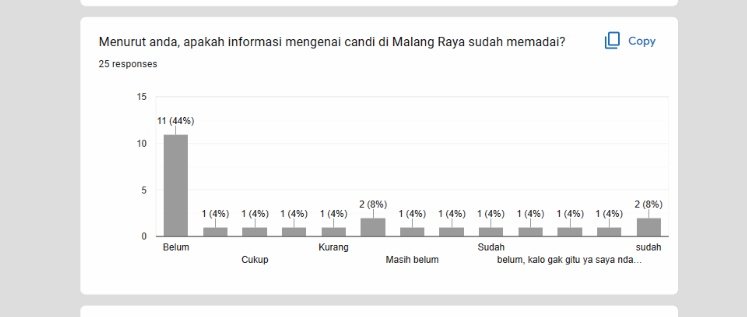 Menurut anda, apakah informasi mengenai candi di Malang Raya sudah memadai?
Copy
25 responses
15
10
5
0
11 (44%)
1 (4%)
1 (4%)
1 (4%)
1 (4%)
2 (8%)
1 (4%)
1 (4%)
1 (4%)
1 (4%)
1 (4%)
1 (4%)
2 (8%)
Belum
Cukup
Kurang
Masih belum
Sudah
belum, kalo gak gitu ya saya nda…
sudah